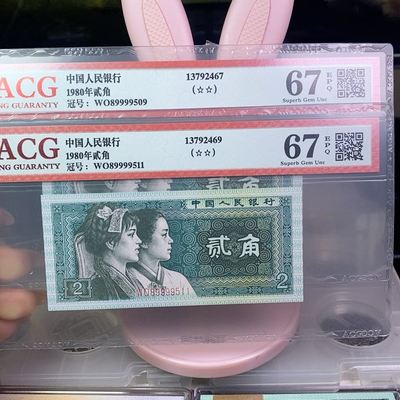 ACG
NG GUARANTY
中国人民银行
1980年贰角
冠号：WO89999509
13792467
(☆☆)
67
EPQ
Superb Gem Unc
ACG
NG GUARANTY
中国人民银行
1980年贰角
冠号：WO89999511
13792469
(☆☆)
67
EPQ
Superb Gem Unc
中国人民银行
贰角
2
WO89999511
2